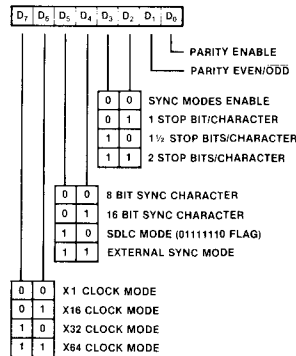 D7 D6 D5 D4 D3 D2 D1 D0
PARITY ENABLE
PARITY EVEN/ODD
0 0 SYNC MODES ENABLE
0 1 1 STOP BIT/CHARACTER
1 0 1 ½ STOP BITS/CHARACTER
1 1 2 STOP BITS/CHARACTER
0 0 8 BIT SYNC CHARACTER
0 1 16 BIT SYNC CHARACTER
1 0 SDLC MODE (01111110 FLAG)
1 1 EXTERNAL SYNC MODE
0 0 X1 CLOCK MODE
0 1 X16 CLOCK MODE
1 0 X32 CLOCK MODE
1 1 X64 CLOCK MODE